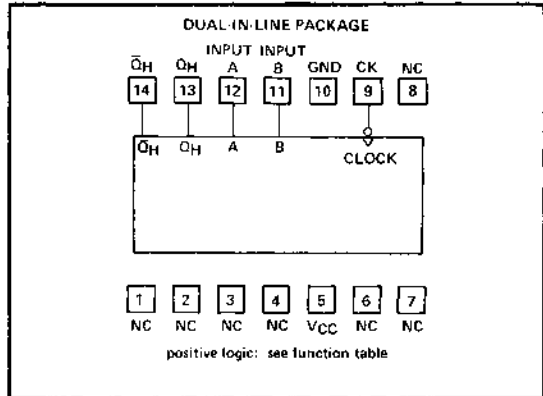 DUAL-IN-LINE PACKAGE
INPUT INPUT
Q̅H QH A B GND CK NC
14 13 12 11 10 9 8
Q̅H QH A B CLOCK
1 2 3 4 5 6 7
NC NC NC NC VCC NC NC
positive logic: see function table